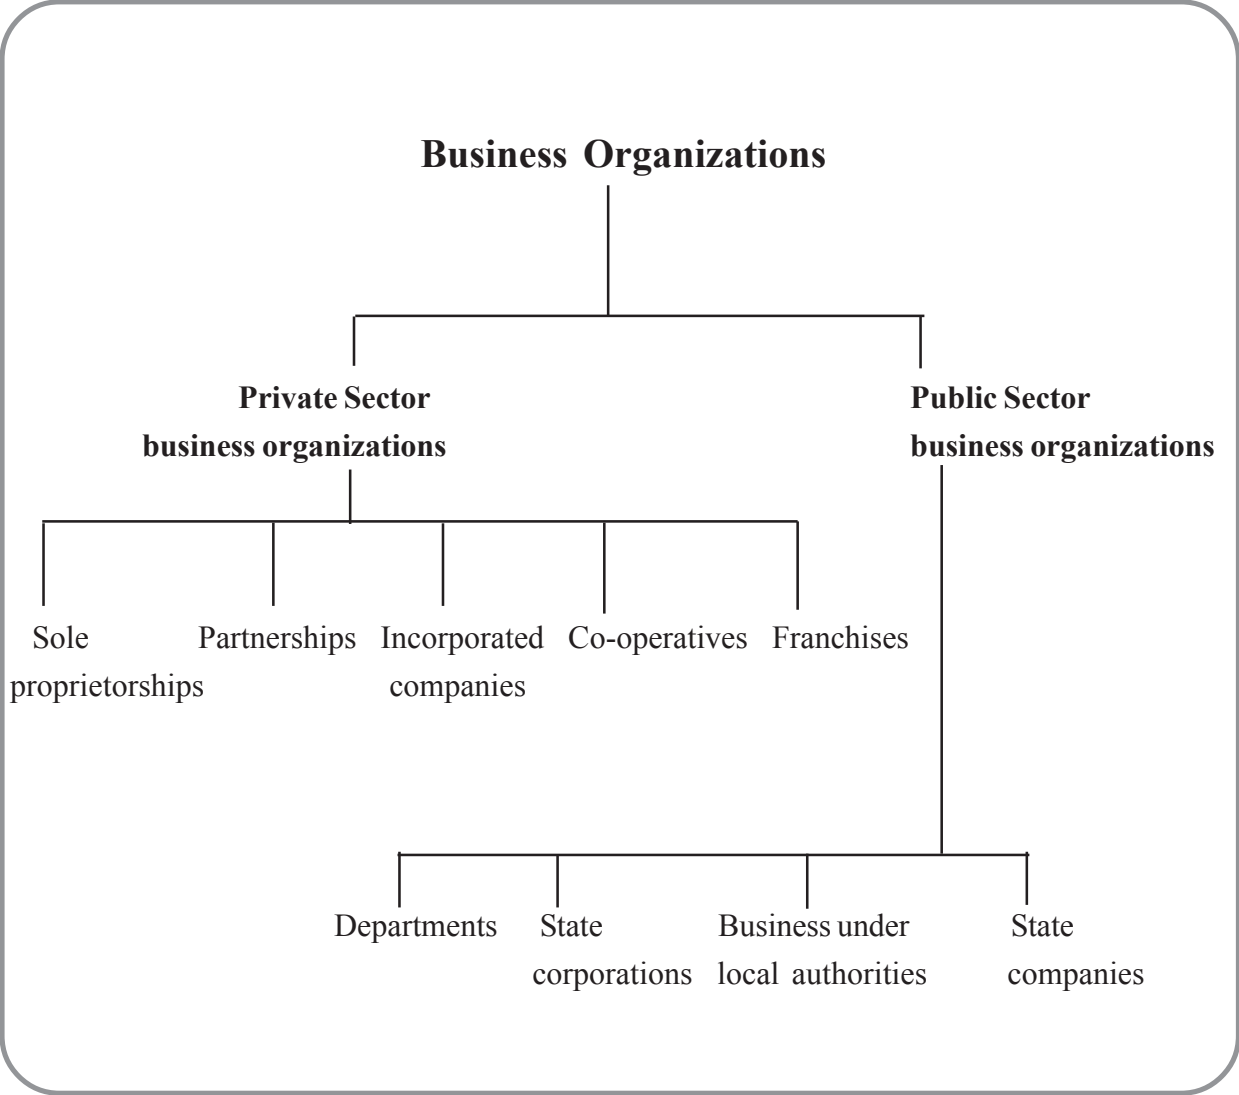 Business Organizations
Private Sector
business organizations
Public Sector
business organizations
Sole
proprietorships
Partnerships
Incorporated
companies
Co-operatives
Franchises
Departments
State
corporations
Business under
local authorities
State
companies